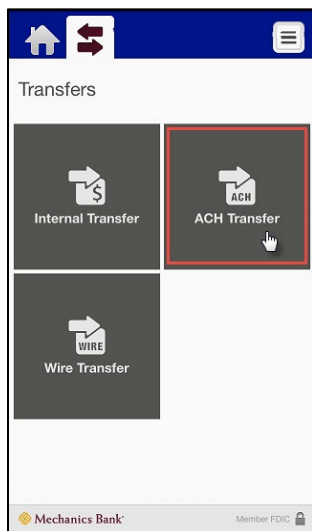 Transfers
$
Internal Transfer
ACH
ACH Transfer
WIRE
Wire Transfer
Mechanics Bank
Member FDIC